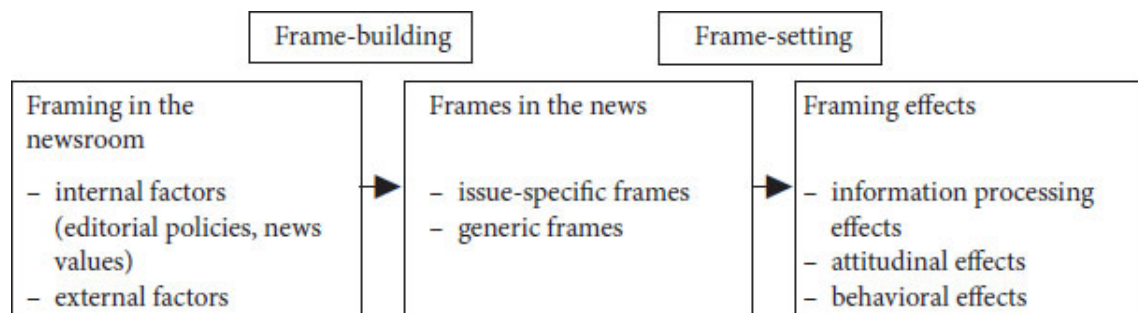 Frame-building
Frame-setting
Framing in the
newsroom
– internal factors
(editorial policies, news
values)
– external factors
Frames in the news
– issue-specific frames
– generic frames
Framing effects
– information processing
effects
– attitudinal effects
– behavioral effects